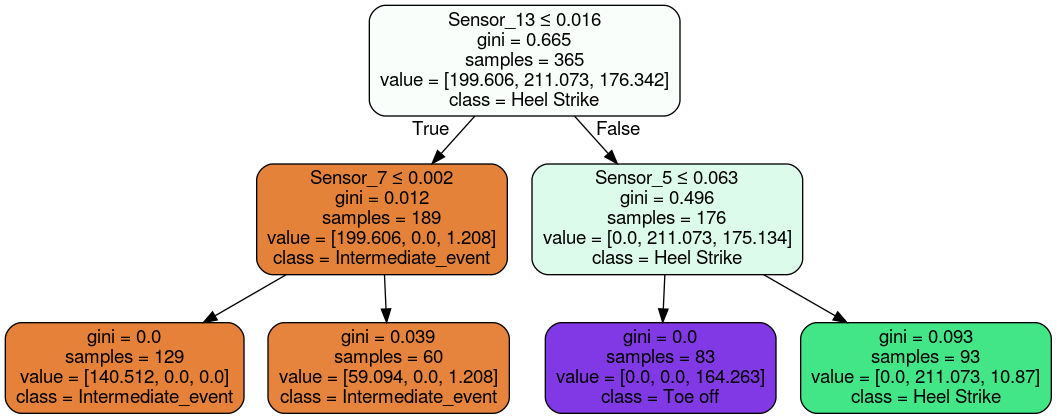 Sensor_13 ≤ 0.016
gini = 0.665
samples = 365
value = [199.606, 211.073, 176.342]
class = Heel Strike
True
False
Sensor_7 ≤ 0.002
gini = 0.012
samples = 189
value = [199.606, 0.0, 1.208]
class = Intermediate_event
Sensor_5 ≤ 0.063
gini = 0.496
samples = 176
value = [0.0, 211.073, 175.134]
class = Heel Strike
gini = 0.0
samples = 129
value = [140.512, 0.0, 0.0]
class = Intermediate_event
gini = 0.039
samples = 60
value = [59.094, 0.0, 1.208]
class = Intermediate_event
gini = 0.0
samples = 83
value = [0.0, 0.0, 164.263]
class = Toe off
gini = 0.093
samples = 93
value = [0.0, 211.073, 10.87]
class = Heel Strike